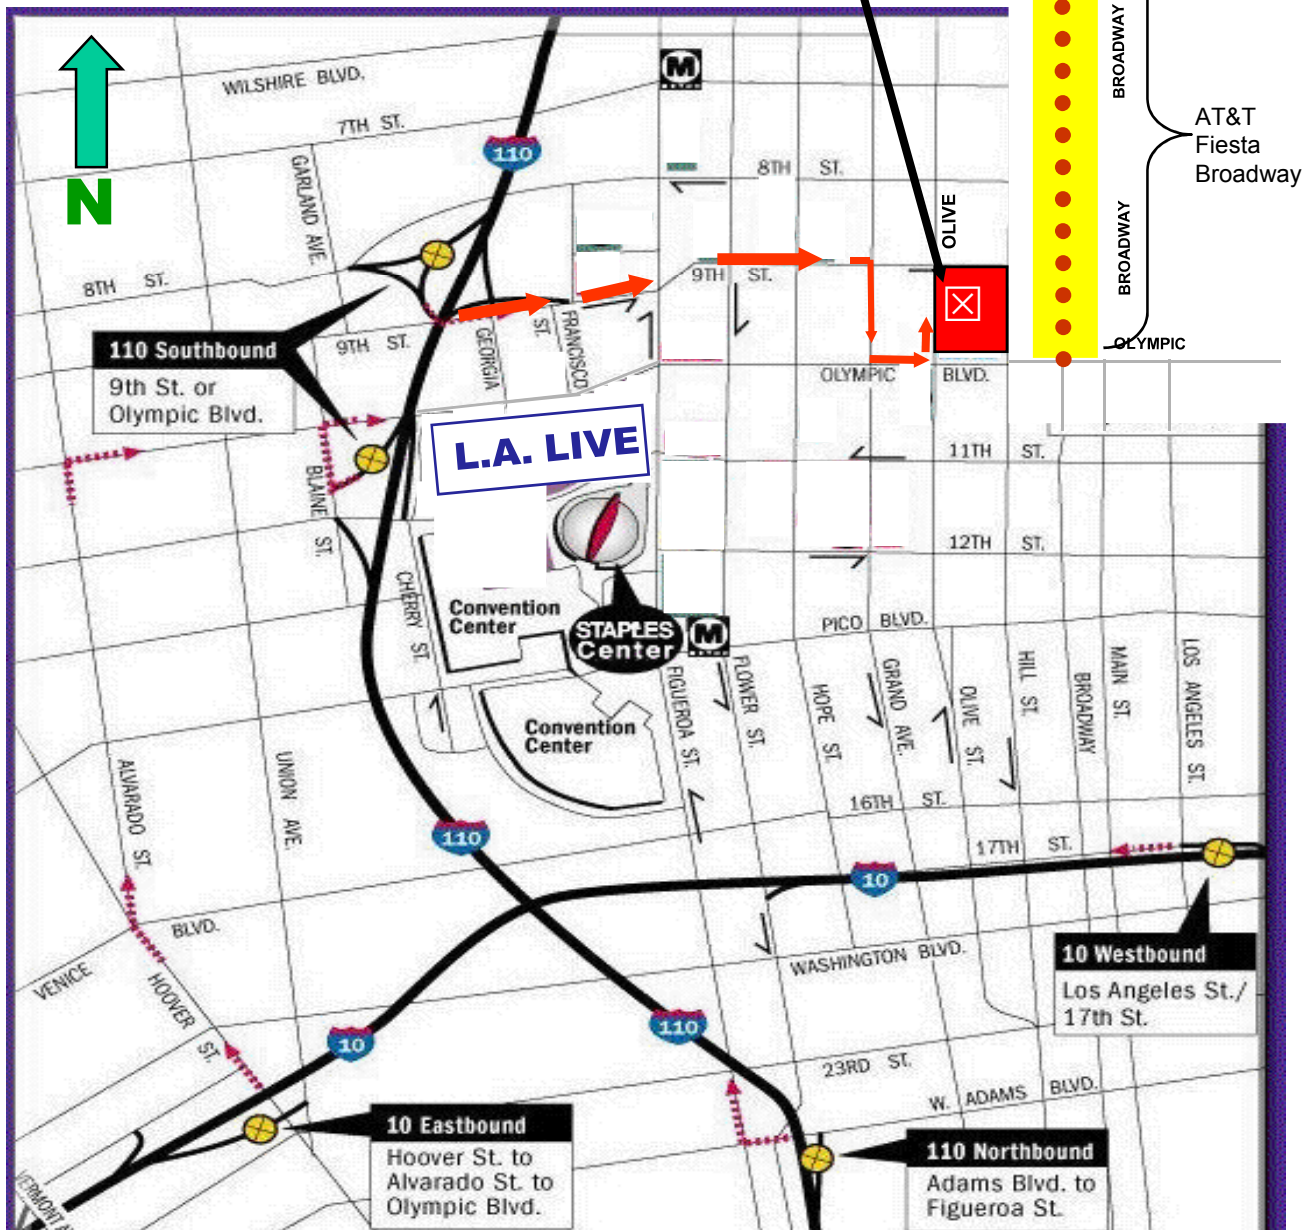 WILSHIRE BLVD.
M
METRO
BROADWAY
7TH ST.
110
AT&T
Fiesta
Broadway
N
GARLAND AVE.
8TH ST.
OLIVE
BROADWAY
8TH ST.
9TH ST.
110 Southbound
9th St. or
Olympic Blvd.
9TH ST.
GEORGIA
ST.
FRANCISCO
OLYMPIC
OLYMPIC BLVD.
L.A. LIVE
11TH ST.
BLAINE ST.
12TH ST.
CHERRY ST.
Convention
Center
STAPLES
Center
M
METRO
PICO BLVD.
FIGUEROA ST.
FLOWER ST.
HOPE ST.
GRAND AVE.
OLIVE ST.
HILL ST.
BROADWAY
MAIN ST.
LOS ANGELES ST.
Convention
Center
ALVARADO ST.
UNION AVE.
16TH ST.
110
17TH ST.
10
BLVD.
VENICE
HOOVER ST.
WASHINGTON BLVD.
10 Westbound
Los Angeles St./
17th St.
10
110
23RD ST.
W. ADAMS BLVD.
10 Eastbound
Hoover St. to
Alvarado St. to
Olympic Blvd.
110 Northbound
Adams Blvd. to
Figueroa St.